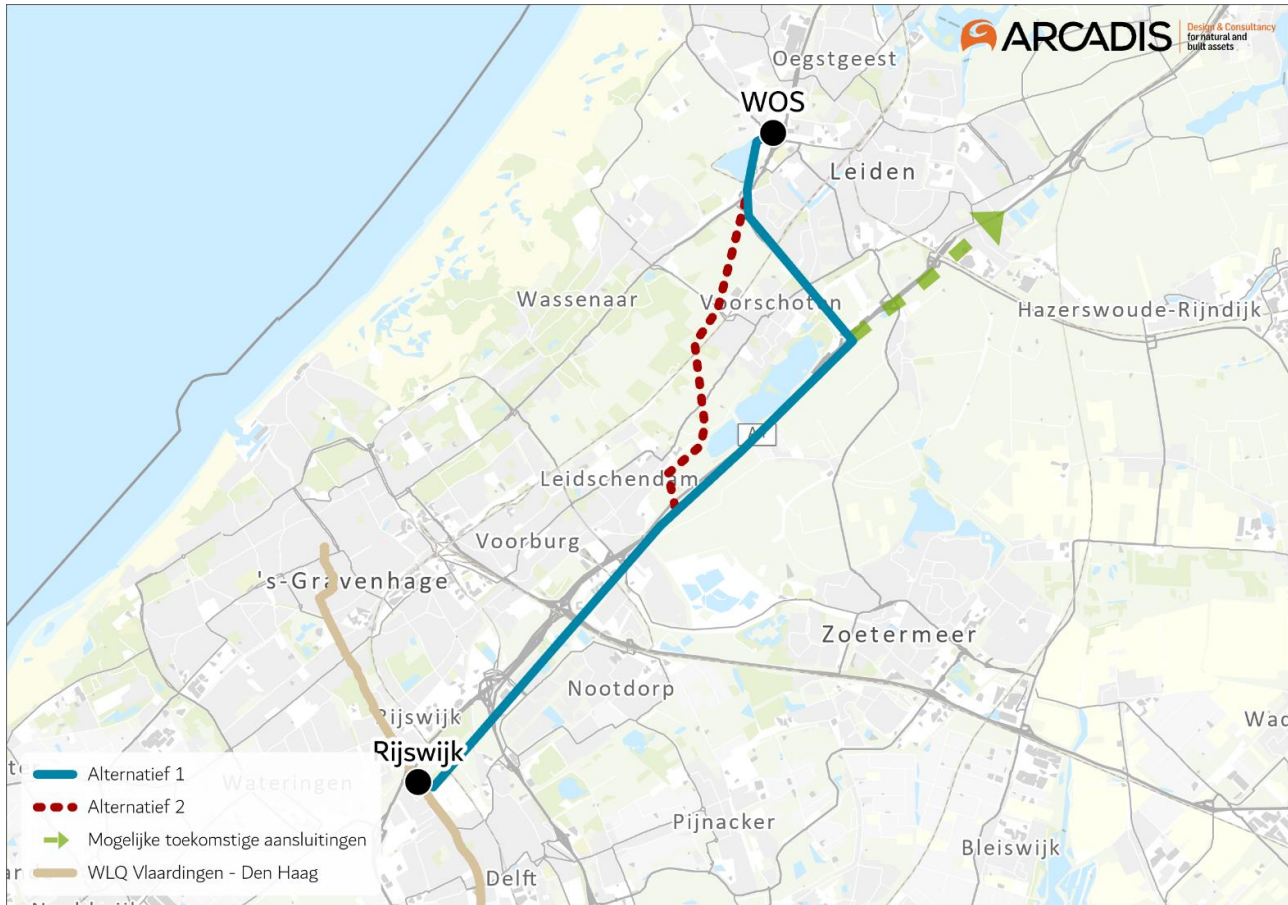 ARCADIS
Design & Consultancy
for natural and
built assets
Oegstgeest
WOS
Leiden
Wassenaar
Voorschoten
Hazerswoude-Rijndijk
Leidschendam
Voorburg
's-Gravenhage
Zoetermeer
Nootdorp
Rijswijk
Rijswijk
Wateringen
Pijnacker
Bleiswijk
Delft
Alternatief 1
Alternatief 2
Mogelijke toekomstige aansluitingen
WLQ Vlaardingen - Den Haag